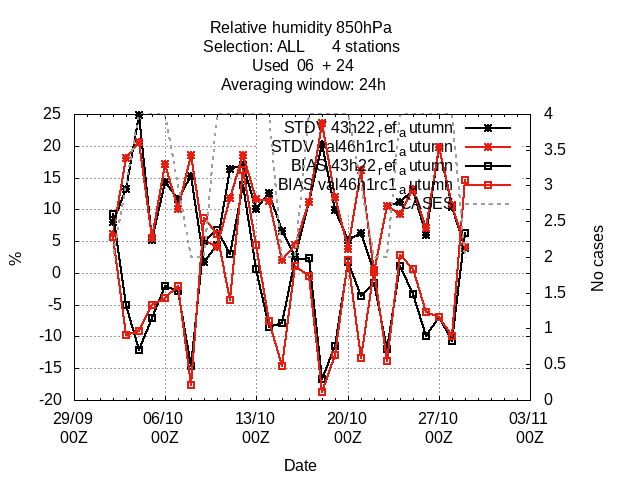 Relative humidity 850hPa
Selection: ALL 4 stations
Used 06 + 24
Averaging window: 24h
STDV 43h22_ref_autumn
STDV val46h1rc1_autumn
BIAS 43h22_ref_autumn
BIAS val46h1rc1_autumn
CASES
25
20
15
10
5
0
-5
-10
-15
-20
%
4
3.5
3
2.5
2
1.5
1
0.5
0
No cases
29/09 06/10 13/10 20/10 27/10 03/11
00Z 00Z 00Z 00Z 00Z 00Z
Date